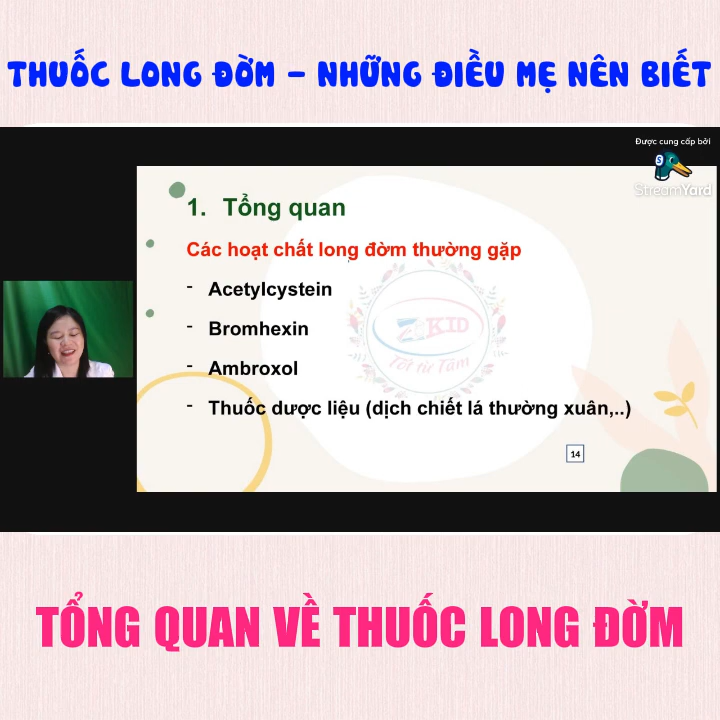 THUỐC LONG ĐỜM - NHỮNG ĐIỀU MẸ NÊN BIẾT
Được cung cấp bởi
S
StreamYard
1. Tổng quan
Các hoạt chất long đờm thường gặp
- Acetylcystein
- Bromhexin
- Ambroxol
- Thuốc dược liệu (dịch chiết lá thường xuân,..)
KID
Tốt từ Tâm
14
TỔNG QUAN VỀ THUỐC LONG ĐỜM